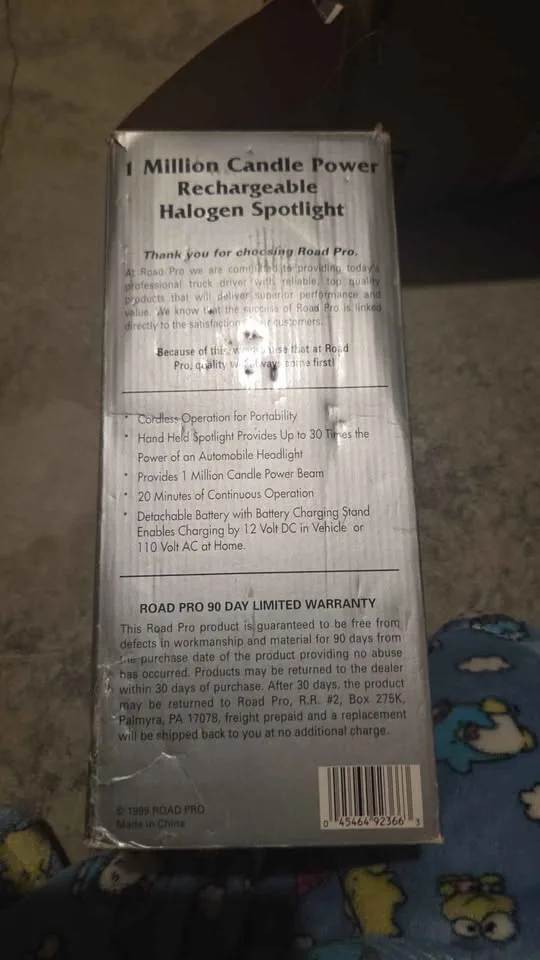 1 Million Candle Power
Rechargeable
Halogen Spotlight
Thank you for choosing Road Pro.
At Road Pro we are committed to providing today's
professional truck driver with reliable, top quality
products that will deliver superior performance and
value. We know that the success of Road Pro is linked
directly to the satisfaction customers.
Because of this, that at Road
Pro, quality come first!
• Cordless Operation for Portability
• Hand Held Spotlight Provides Up to 30 Times the
Power of an Automobile Headlight
• Provides 1 Million Candle Power Beam
• 20 Minutes of Continuous Operation
• Detachable Battery with Battery Charging Stand
Enables Charging by 12 Volt DC in Vehicle or
110 Volt AC at Home.
ROAD PRO 90 DAY LIMITED WARRANTY
This Road Pro product is guaranteed to be free from
defects in workmanship and material for 90 days from
the purchase date of the product providing no abuse
has occurred. Products may be returned to the dealer
within 30 days of purchase. After 30 days, the product
may be returned to Road Pro, R.R. #2, Box 275K,
Palmyra, PA 17078, freight prepaid and a replacement
will be shipped back to you at no additional charge.
© 1999 ROAD PRO
Made in China
0 45464 92366 3